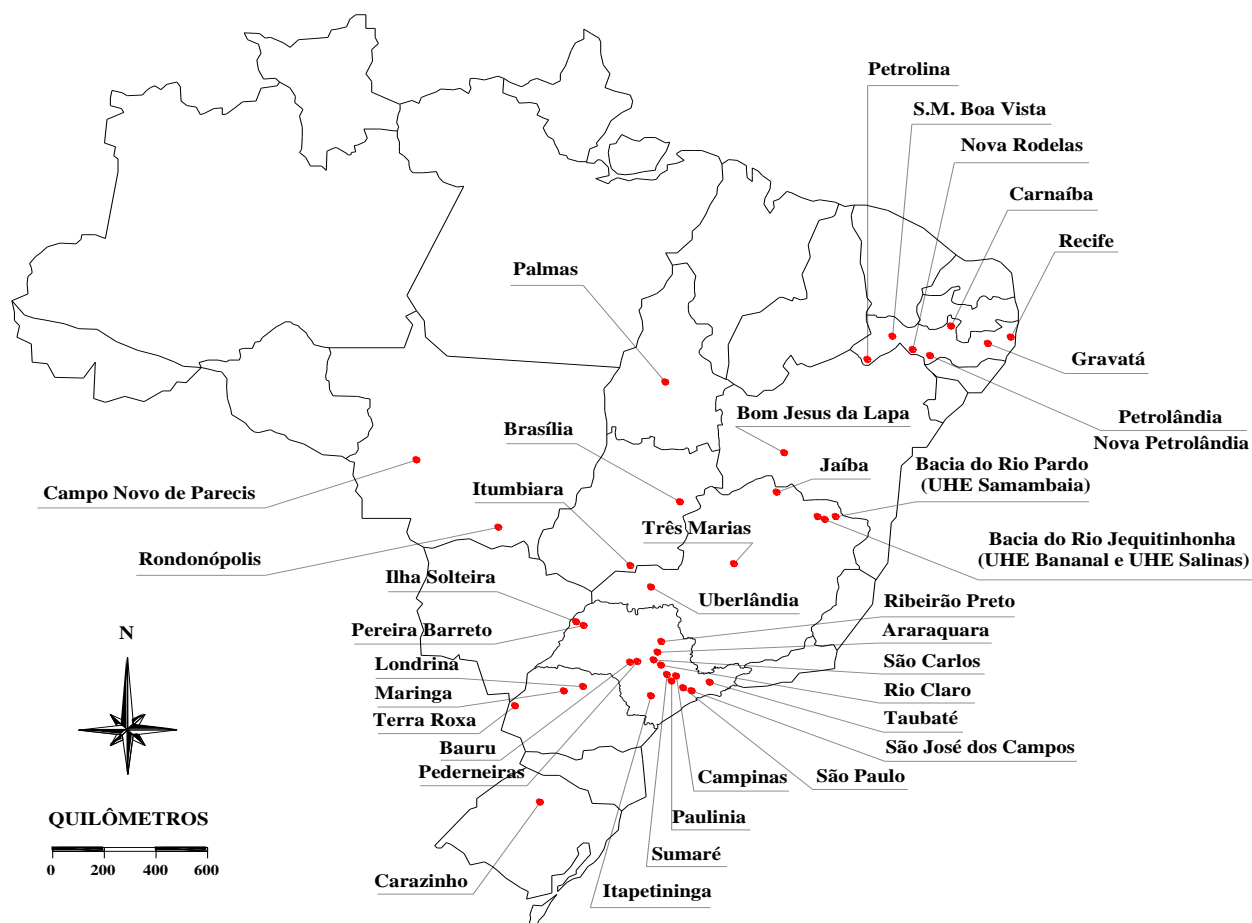 Petrolina
S.M. Boa Vista
Nova Rodelas
Carnaíba
Recife
Palmas
Gravatá
Bom Jesus da Lapa
Petrolândia
Nova Petrolândia
Brasília
Jaíba
Bacia do Rio Pardo
(UHE Samambaia)
Campo Novo de Parecis
Itumbiara
Três Marias
Bacia do Rio Jequitinhonha
(UHE Bananal e UHE Salinas)
Rondonópolis
Ilha Solteira
Uberlândia
Ribeirão Preto
Pereira Barreto
Araraquara
Londrina
São Carlos
Maringa
Rio Claro
Terra Roxa
Taubaté
Bauru
São José dos Campos
Pederneiras
Campinas
São Paulo
N
QUILÔMETROS
Paulinia
Sumaré
0 200 400 600
Carazinho
Itapetininga